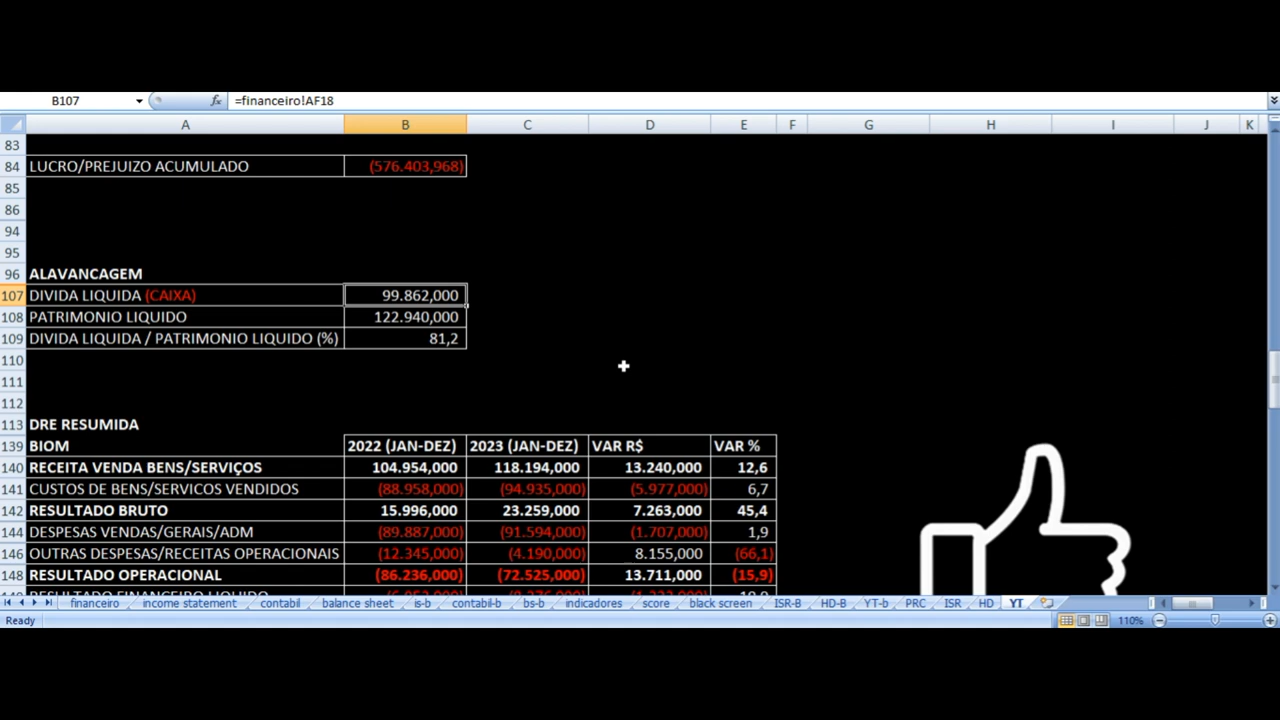 B107 =financeiro!AF18
A B C D E F G H I J K
83
84 LUCRO/PREJUIZO ACUMULADO (576.403,968)
85
86
94
95
96 ALAVANCAGEM
107 DIVIDA LIQUIDA (CAIXA) 99.862,000
108 PATRIMONIO LIQUIDO 122.940,000
109 DIVIDA LIQUIDA / PATRIMONIO LIQUIDO (%) 81,2
110
111
112
113 DRE RESUMIDA
139 BIOM 2022 (JAN-DEZ) 2023 (JAN-DEZ) VAR R$ VAR %
140 RECEITA VENDA BENS/SERVIÇOS 104.954,000 118.194,000 13.240,000 12,6
141 CUSTOS DE BENS/SERVICOS VENDIDOS (88.958,000) (94.935,000) (5.977,000) 6,7
142 RESULTADO BRUTO 15.996,000 23.259,000 7.263,000 45,4
144 DESPESAS VENDAS/GERAIS/ADM (89.887,000) (91.594,000) (1.707,000) 1,9
146 OUTRAS DESPESAS/RECEITAS OPERACIONAIS (12.345,000) (4.190,000) 8.155,000 (66,1)
148 RESULTADO OPERACIONAL (86.236,000) (72.525,000) 13.711,000 (15,9)
financeiro income statement contabil balance sheet is-b contabil-b bs-b indicadores score black screen ISR-B HD-B YT-b PRC ISR HD YT
Ready 110%